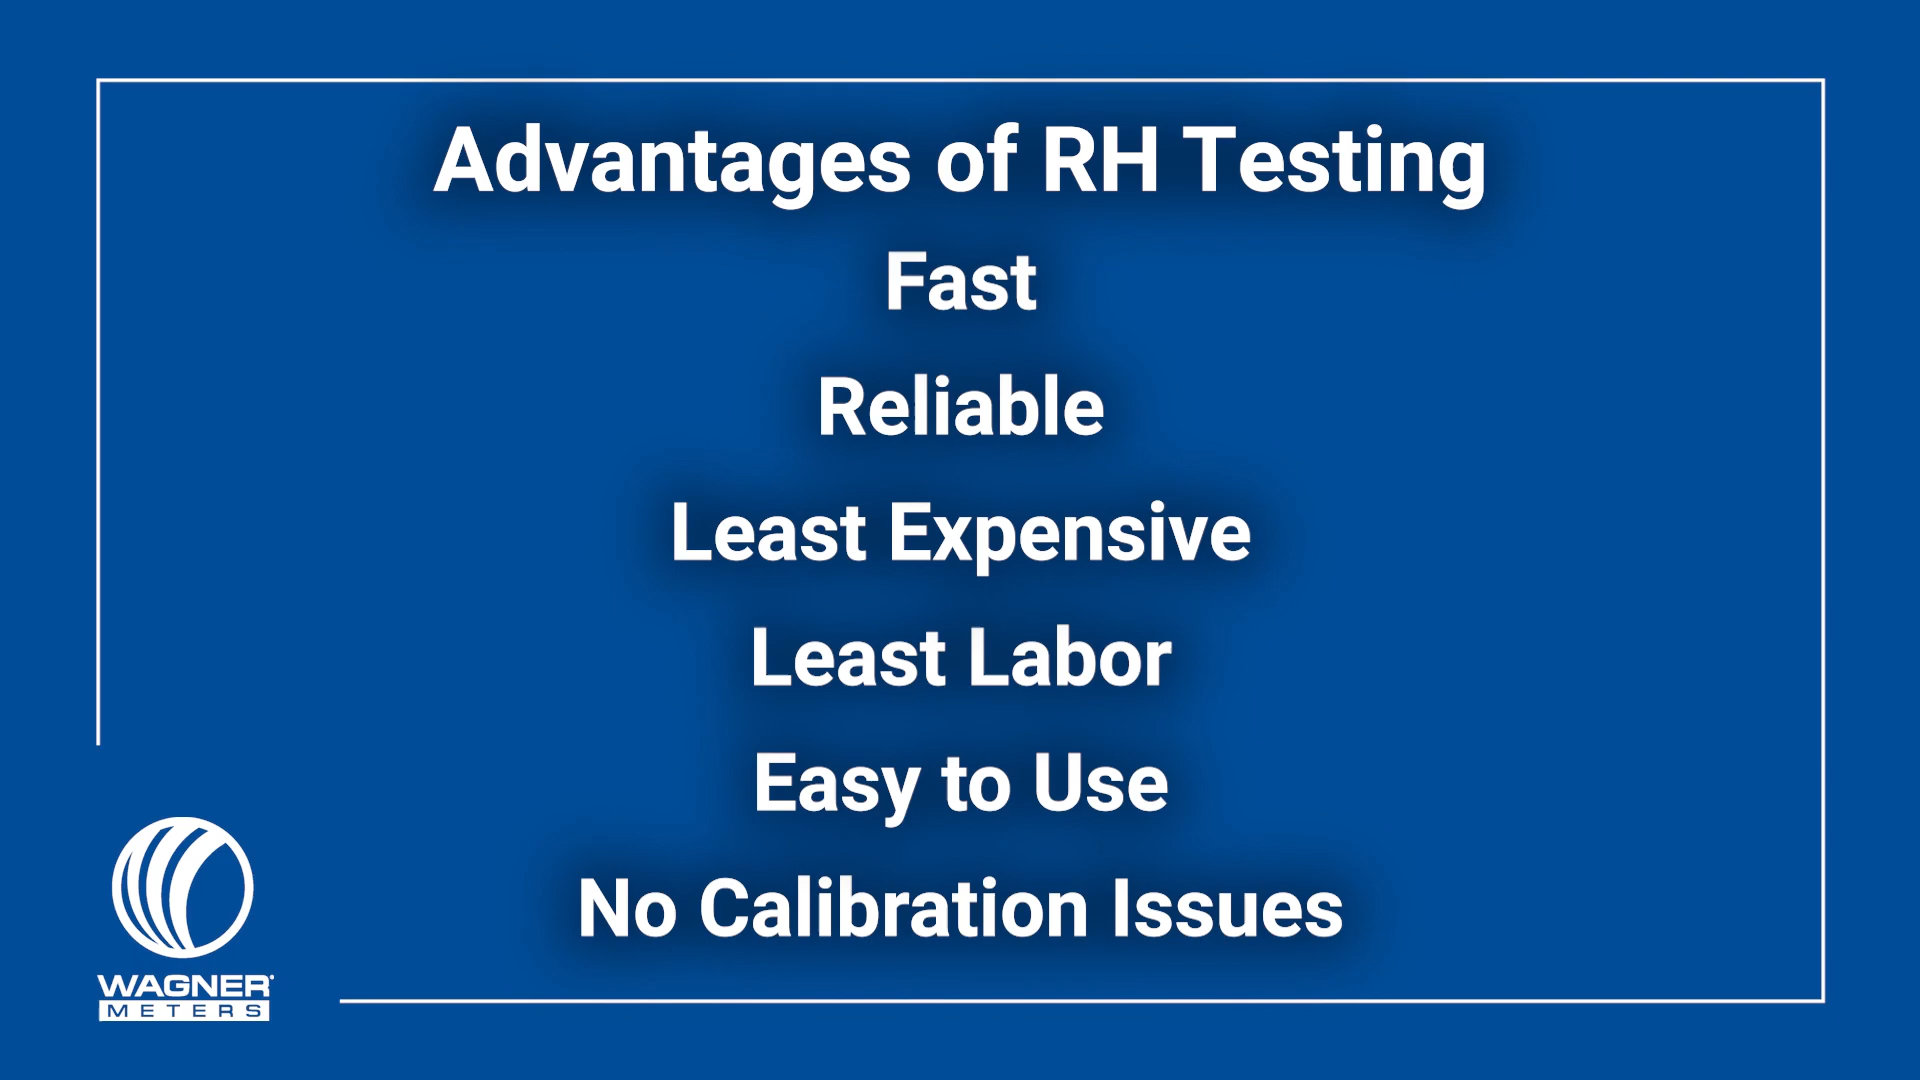 Advantages of RH Testing
Fast
Reliable
Least Expensive
Least Labor
Easy to Use
No Calibration Issues
WAGNER
METERS